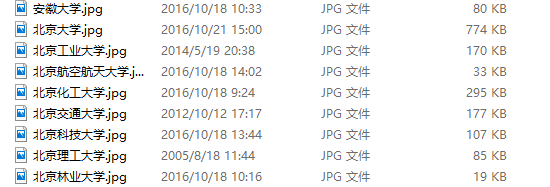 安徽大学.jpg 2016/10/18 10:33 JPG 文件 80 KB
北京大学.jpg 2016/10/21 15:00 JPG 文件 774 KB
北京工业大学.jpg 2014/5/19 20:38 JPG 文件 170 KB
北京航空航天大学.j... 2016/10/18 14:02 JPG 文件 33 KB
北京化工大学.jpg 2016/10/18 9:24 JPG 文件 295 KB
北京交通大学.jpg 2012/10/12 17:17 JPG 文件 177 KB
北京科技大学.jpg 2016/10/18 13:44 JPG 文件 107 KB
北京理工大学.jpg 2005/8/18 11:44 JPG 文件 85 KB
北京林业大学.jpg 2016/10/18 10:16 JPG 文件 19 KB